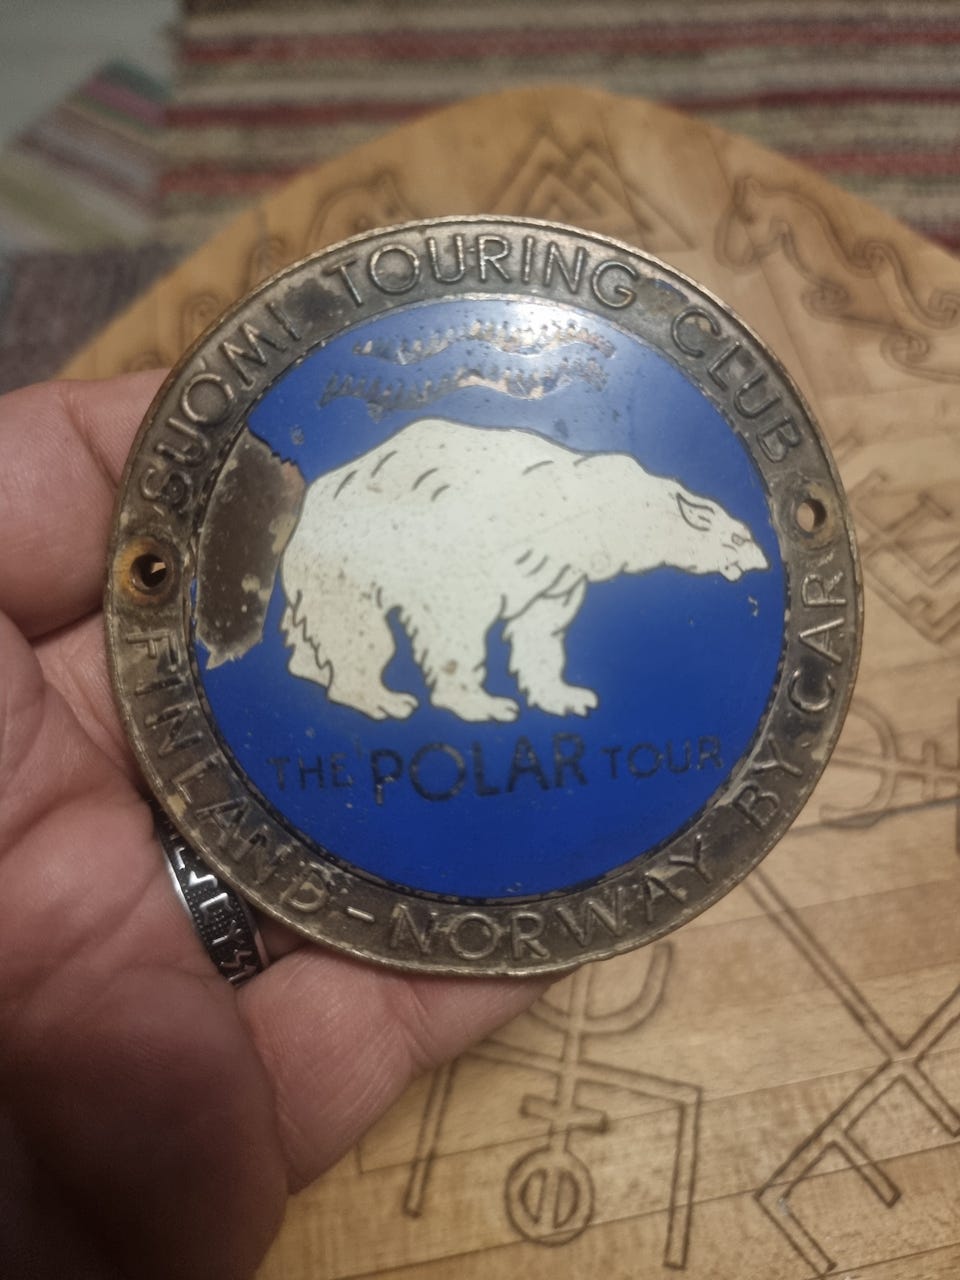 SUOMI TOURING CLUB
THE POLAR TOUR
FINLAND-NORWAY BY CAR